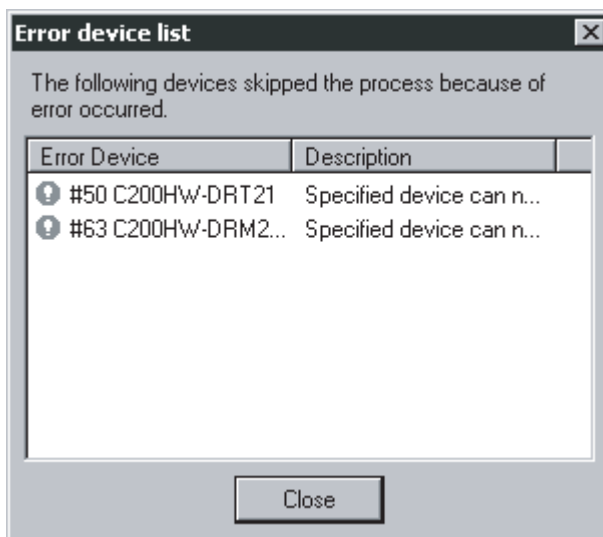 Error device list
The following devices skipped the process because of
error occurred.
Error Device Description
#50 C200HW-DRT21 Specified device can n...
#63 C200HW-DRM2... Specified device can n...
Close